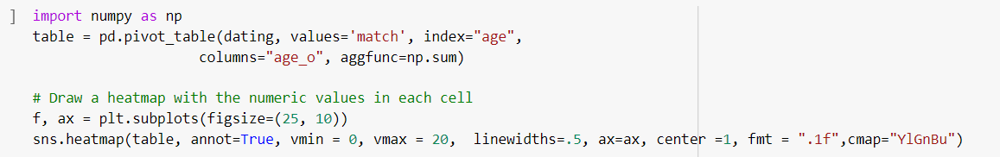 ] import numpy as np
table = pd.pivot_table(dating, values='match', index="age",
columns="age_o", aggfunc=np.sum)
# Draw a heatmap with the numeric values in each cell
f, ax = plt.subplots(figsize=(25, 10))
sns.heatmap(table, annot=True, vmin = 0, vmax = 20,  linewidths=.5, ax=ax, center =1, fmt = ".1f",cmap="YlGnBu")